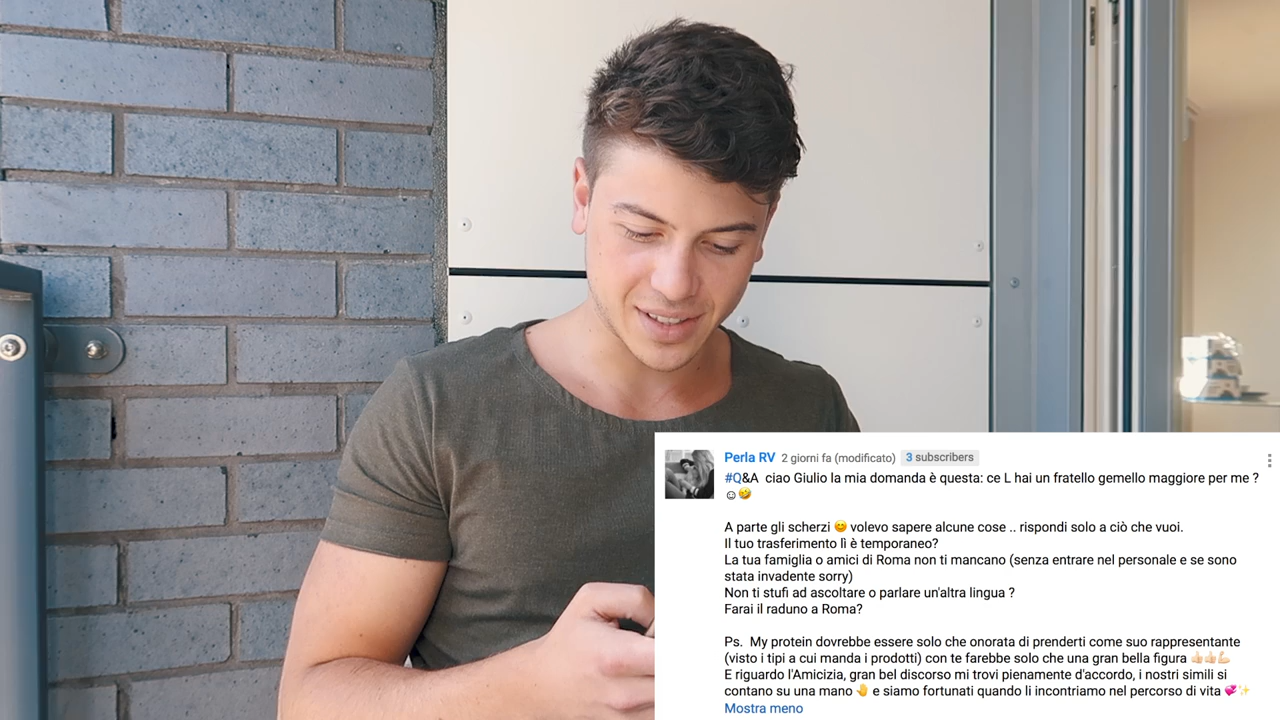 Perla RV 2 giorni fa (modificato) 3 subscribers
#Q&A ciao Giulio la mia domanda è questa: ce L hai un fratello gemello maggiore per me ?
☺🤣
A parte gli scherzi 😊 volevo sapere alcune cose .. rispondi solo a ciò che vuoi.
Il tuo trasferimento lì è temporaneo?
La tua famiglia o amici di Roma non ti mancano (senza entrare nel personale e se sono
stata invadente sorry)
Non ti stufi ad ascoltare o parlare un'altra lingua ?
Farai il raduno a Roma?
Ps. My protein dovrebbe essere solo che onorata di prenderti come suo rappresentante
(visto i tipi a cui manda i prodotti) con te farebbe solo che una gran bella figura 👍🏻👍🏻💪🏻
E riguardo l'Amicizia, gran bel discorso mi trovi pienamente d'accordo, i nostri simili si
contano su una mano 🤚 e siamo fortunati quando li incontriamo nel percorso di vita 💞✨
Mostra meno